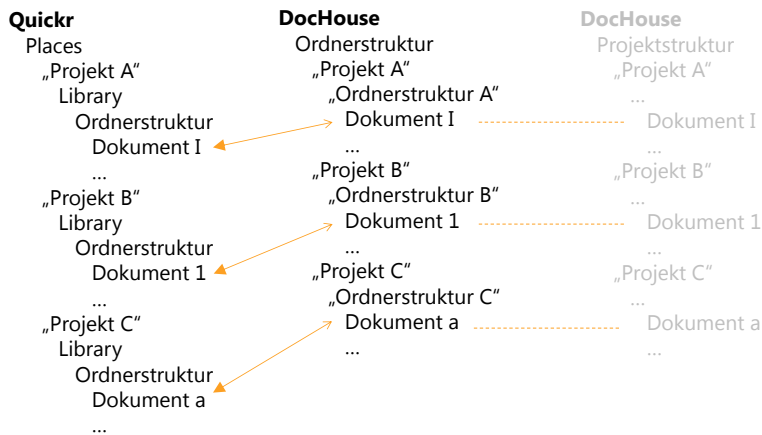 Quickr
Places
„Projekt A“
Library
Ordnerstruktur
Dokument I
...
„Projekt B“
Library
Ordnerstruktur
Dokument 1
...
„Projekt C“
Library
Ordnerstruktur
Dokument a
...
DocHouse
Ordnerstruktur
„Projekt A“
„Ordnerstruktur A“
Dokument I
...
„Projekt B“
„Ordnerstruktur B“
Dokument 1
...
„Projekt C“
„Ordnerstruktur C“
Dokument a
...
DocHouse
Projektstruktur
„Projekt A“
...
Dokument I
...
„Projekt B“
...
Dokument 1
...
„Projekt C“
...
Dokument a
...